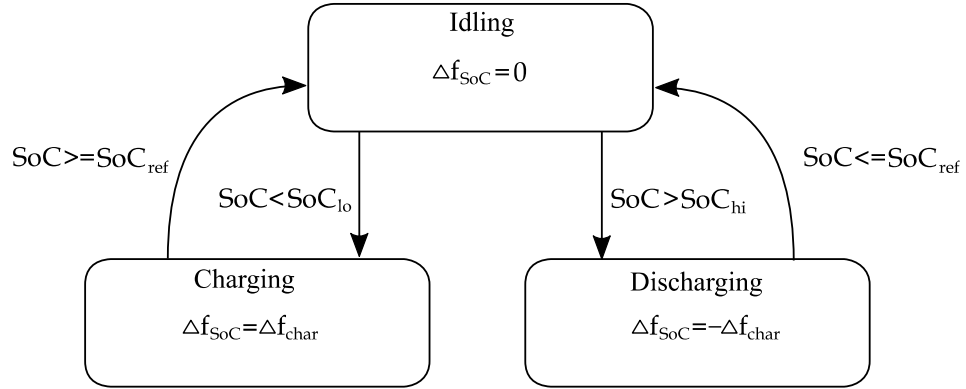 Idling
△f_SoC=0
SoC>=SoC_ref
SoC<=SoC_ref
SoC<SoC_lo
SoC>SoC_hi
Charging
△f_SoC=△f_char
Discharging
△f_SoC=−△f_char